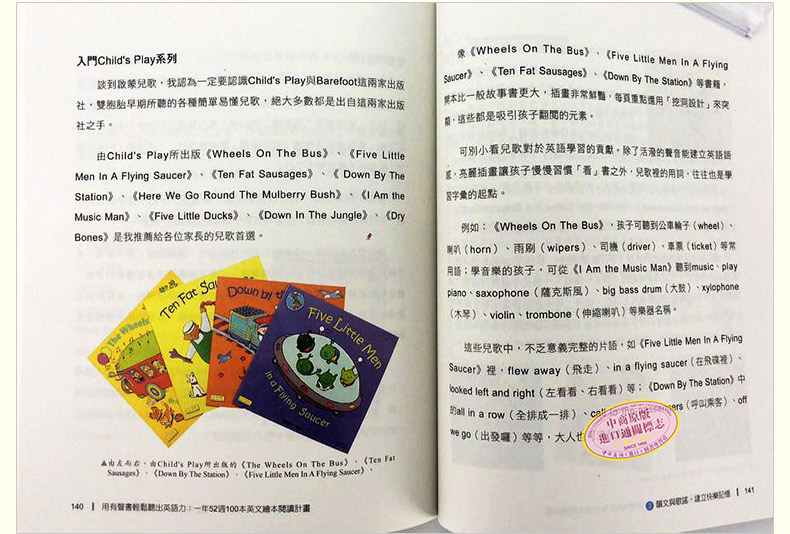 入門Child's Play系列
談到啟蒙兒歌，我認為一定要認識Child's Play與Barefoot這兩家出版
社，雙胞胎早期所聽的各種簡單易懂兒歌，絕大多數都是出自這兩家出版
社之手。
由Child's Play所出版《Wheels On The Bus》、《Five Little
Men In A Flying Saucer》、《Ten Fat Sausages》、《 Down By The
Station》、《Here We Go Round The Mulberry Bush》、《I Am the
Music Man》、《Five Little Ducks》、《Down In The Jungle》、《Dry
Bones》是我推薦給各位家長的兒歌首選。
The Wheels
Ten Fat Sau
Down by th
Five Little Men
in a Flying Saucer
▲由左而右，由Child's Play所出版的《The Wheels On The Bus》、《Ten Fat
Sausages》、《Down By The Station》、《Five Little Men In A Flying Saucer》。
140 | 用有聲書輕鬆聽出英語力：一年52週100本英文繪本閱讀計畫
像《Wheels On The Bus》、《Five Little Men In A Flying
Saucer》、《Ten Fat Sausages》、《Down By The Station》等書籍，
開本比一般故事書更大，插畫非常鮮豔，每頁重點還用「挖洞設計」來突
顯，這些都是吸引孩子翻閱的元素。
可別小看兒歌對於英語學習的貢獻。除了活潑的聲音能建立英語語
感，亮麗插畫讓孩子慢慢習慣「看」書之外，兒歌裡的用詞，往往也是學
習字彙的起點。
例如：《Wheels On The Bus》，孩子可聽到公車輪子（wheel）、
喇叭（horn）、雨刷（wipers）、司機（driver）、車票（ticket）等常
用語；學音樂的孩子，可從《I Am the Music Man》聽到music、play
piano、saxophone（薩克斯風）、big bass drum（大鼓）、xylophone
（木琴）、violin、trombone（伸縮喇叭）等樂器名稱。
這些兒歌中，不乏意義完整的片語，如《Five Little Men In A Flying
Saucer》裡，flew away（飛走）、in a flying saucer（在飛碟裡）、
looked left and right（左看看、右看看）等；《Down By The Station》中
的all in a row（全排成一排）、（呼叫乘客）、off
we go（出發囉）等等，大人也
中商原版
進口通關標志
SINCE 1984
3 韻文與歌謠，建立快樂記憶 | 141